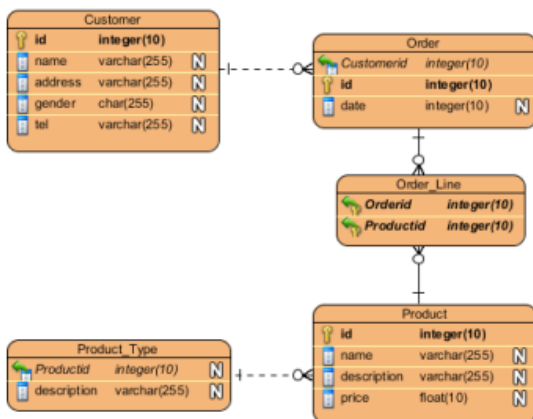 Customer
id integer(10)
name varchar(255) N
address varchar(255) N
gender char(255) N
tel varchar(255) N
Order
Customerid integer(10)
id integer(10)
date integer(10) N
Order_Line
Orderid integer(10)
Productid integer(10)
Product
id integer(10)
name varchar(255) N
description varchar(255) N
price float(10) N
Product_Type
Productid integer(10) N
description varchar(255) N